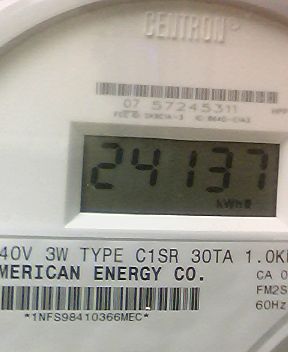 CENTRON®
07 57245311
24137
kWh
40V 3W TYPE C1SR 30TA 1.0K
MERICAN ENERGY CO.
CA 0
FM2S
60Hz
*1NFS98410366MEC*